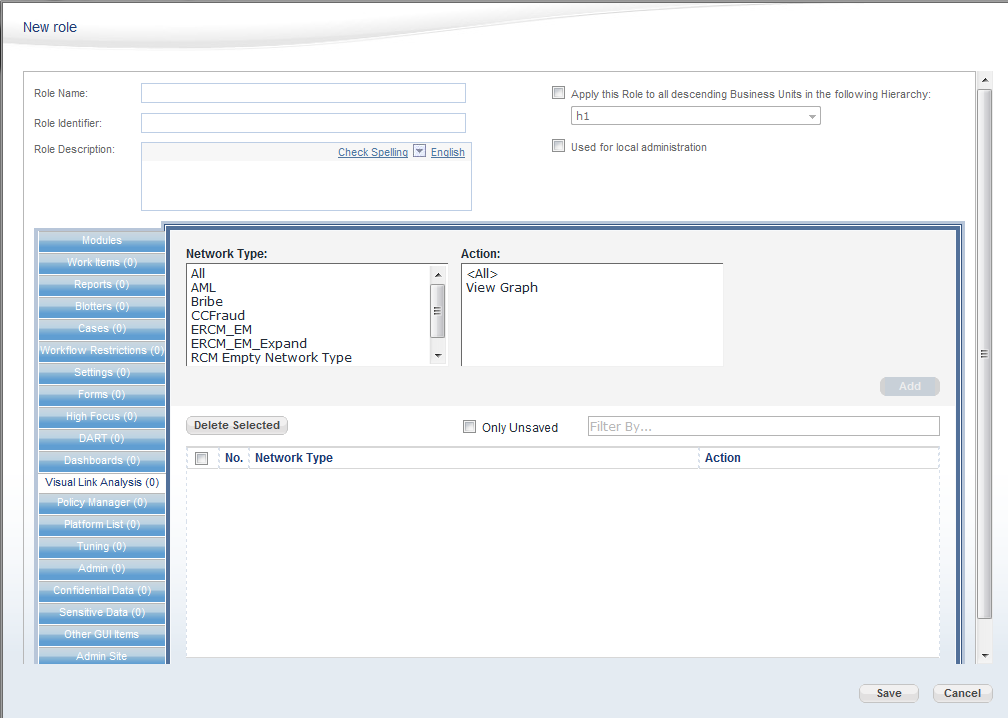 New role
Role Name:
Role Identifier:
Role Description:
Check Spelling English
Apply this Role to all descending Business Units in the following Hierarchy:
h1
Used for local administration
Modules
Work Items (0)
Reports (0)
Blotters (0)
Cases (0)
Workflow Restrictions (0)
Settings (0)
Forms (0)
High Focus (0)
DART (0)
Dashboards (0)
Visual Link Analysis (0)
Policy Manager (0)
Platform List (0)
Tuning (0)
Admin (0)
Confidential Data (0)
Sensitive Data (0)
Other GUI Items
Admin Site
Network Type:
All
AML
Bribe
CCFraud
ERCM_EM
ERCM_EM_Expand
RCM Empty Network Type
Action:
<All>
View Graph
Add
Delete Selected
Only Unsaved
Filter By...
No. Network Type Action
Save Cancel